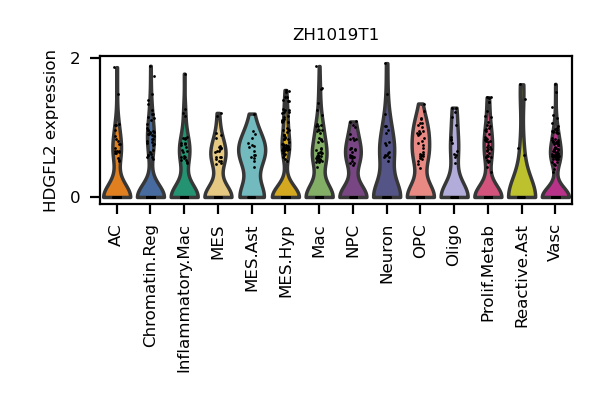 ZH1019T1
HDGFL2 expression
2
0
AC
Chromatin.Reg
Inflammatory.Mac
MES
MES.Ast
MES.Hyp
Mac
NPC
Neuron
OPC
Oligo
Prolif.Metab
Reactive.Ast
Vasc